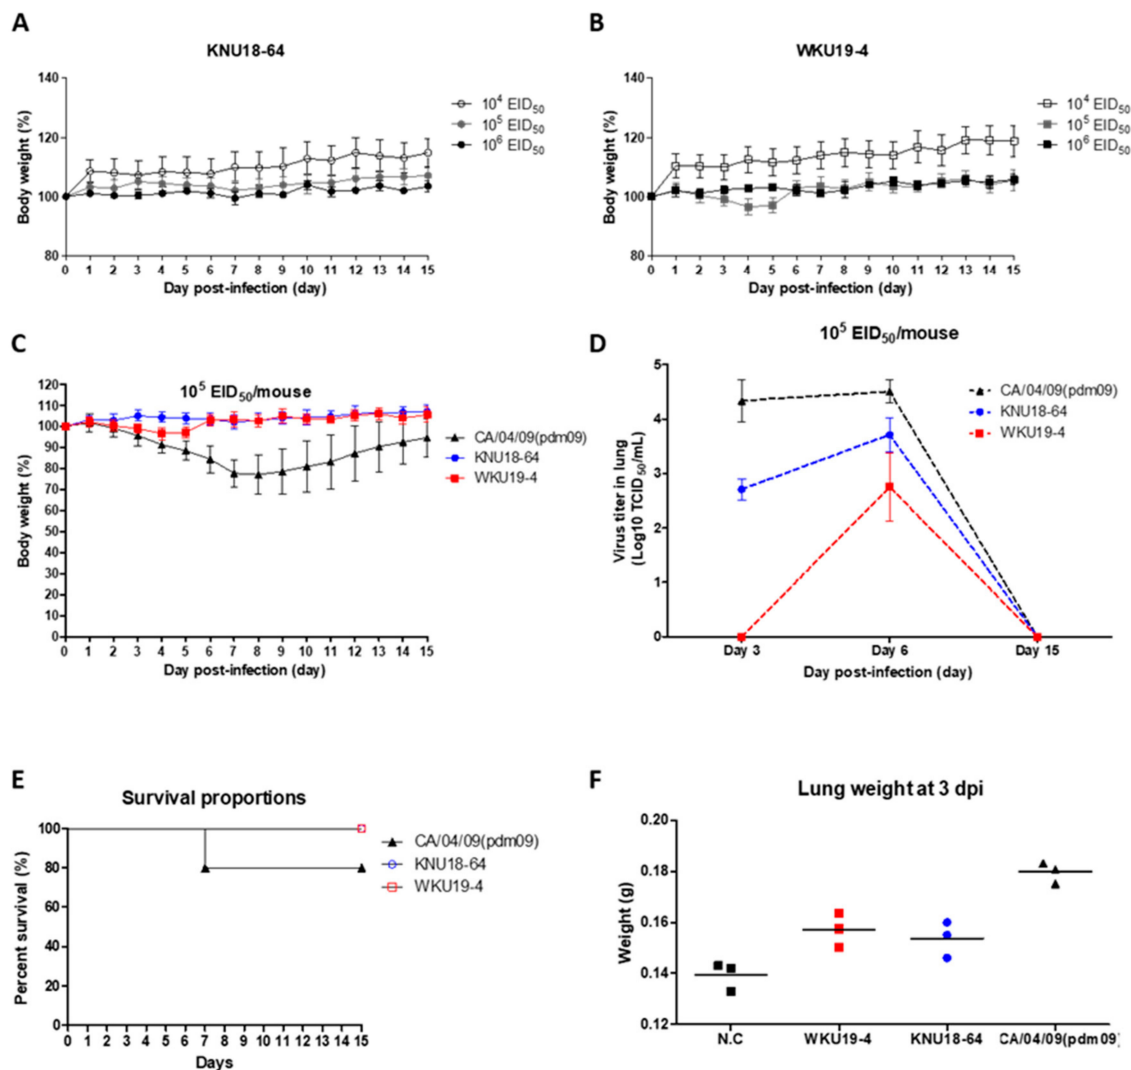 A
KNU18-64
Body weight (%)
140
120
100
80
0 1 2 3 4 5 6 7 8 9 10 11 12 13 14 15
Day post-infection (day)
10⁴ EID₅₀
10⁵ EID₅₀
10⁶ EID₅₀
B
WKU19-4
Body weight (%)
140
120
100
80
0 1 2 3 4 5 6 7 8 9 10 11 12 13 14 15
Day post-infection (day)
10⁴ EID₅₀
10⁵ EID₅₀
10⁶ EID₅₀
C
10⁵ EID₅₀/mouse
Body weight (%)
120
110
100
90
80
70
60
50
40
30
20
10
0
0 1 2 3 4 5 6 7 8 9 10 11 12 13 14 15
Day post-infection (day)
CA/04/09(pdm09)
KNU18-64
WKU19-4
D
10⁵ EID₅₀/mouse
Virus titer in lung
(Log10 TCID₅₀/mL)
5
4
3
2
1
0
Day 3 Day 6 Day 15
Day post-infection (day)
CA/04/09(pdm09)
KNU18-64
WKU19-4
E
Survival proportions
Percent survival (%)
100
80
60
40
20
0
0 1 2 3 4 5 6 7 8 9 10 11 12 13 14 15
Days
CA/04/09(pdm09)
KNU18-64
WKU19-4
F
Lung weight at 3 dpi
Weight (g)
0.20
0.18
0.16
0.14
0.12
N.C WKU19-4 KNU18-64 CA/04/09(pdm09)